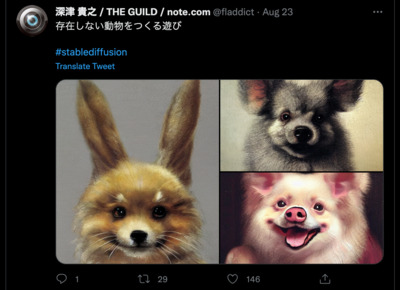 深津 貴之 / THE GUILD / note.com @fladdict · Aug 23
存在しない動物をつくる遊び
#stablediffusion
Translate Tweet
1 29 146